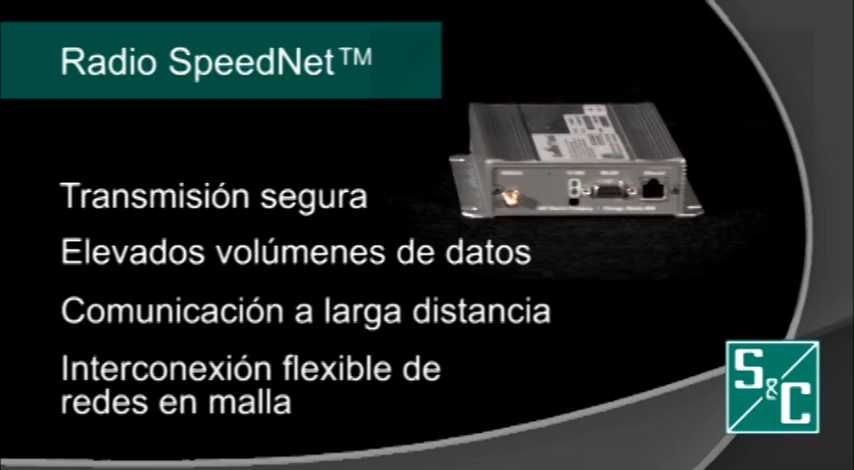 Radio SpeedNet™
Transmisión segura
Elevados volúmenes de datos
Comunicación a larga distancia
Interconexión flexible de
redes en malla
S&C